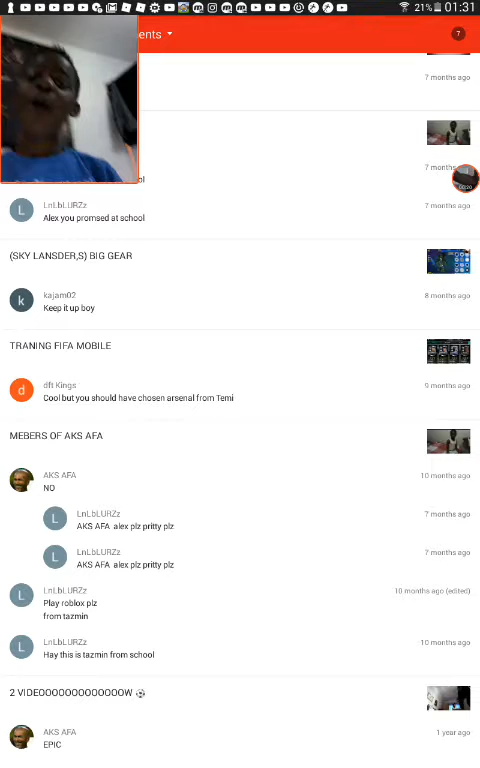 21% 01:31
ents
7
7 months ago
7 months
ol
00:20
LnLbLURZz
7 months ago
Alex you promsed at school
(SKY LANSDER,S) BIG GEAR
k
kajam02
8 months ago
Keep it up boy
TRANING FIFA MOBILE
d
dft Kings
9 months ago
Cool but you should have chosen arsenal from Temi
MEBERS OF AKS AFA
AKS AFA
10 months ago
NO
L
LnLbLURZz
7 months ago
AKS AFA alex plz pritty plz
L
LnLbLURZz
7 months ago
AKS AFA alex plz pritty plz
L
LnLbLURZz
10 months ago (edited)
Play roblox plz
from tazmin
L
LnLbLURZz
10 months ago
Hay this is tazmin from school
2 VIDEOOOOOOOOOOOOOW ⚽
AKS AFA
1 year ago
EPIC